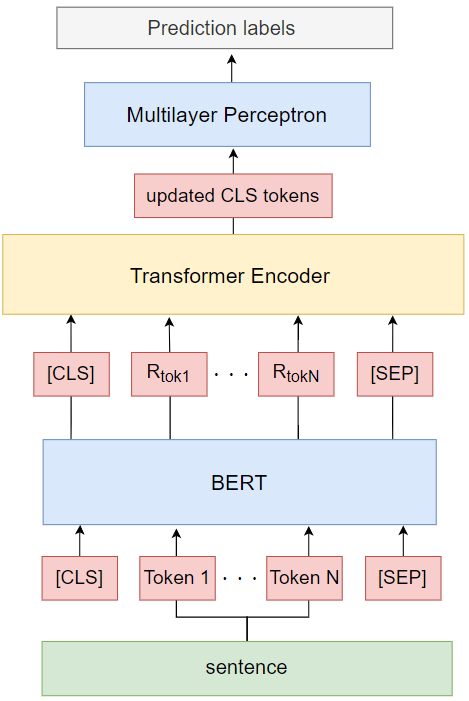 Prediction labels
Multilayer Perceptron
updated CLS tokens
Transformer Encoder
[CLS] Rtok1 · · · RtokN [SEP]
BERT
[CLS] Token 1 · · · Token N [SEP]
sentence